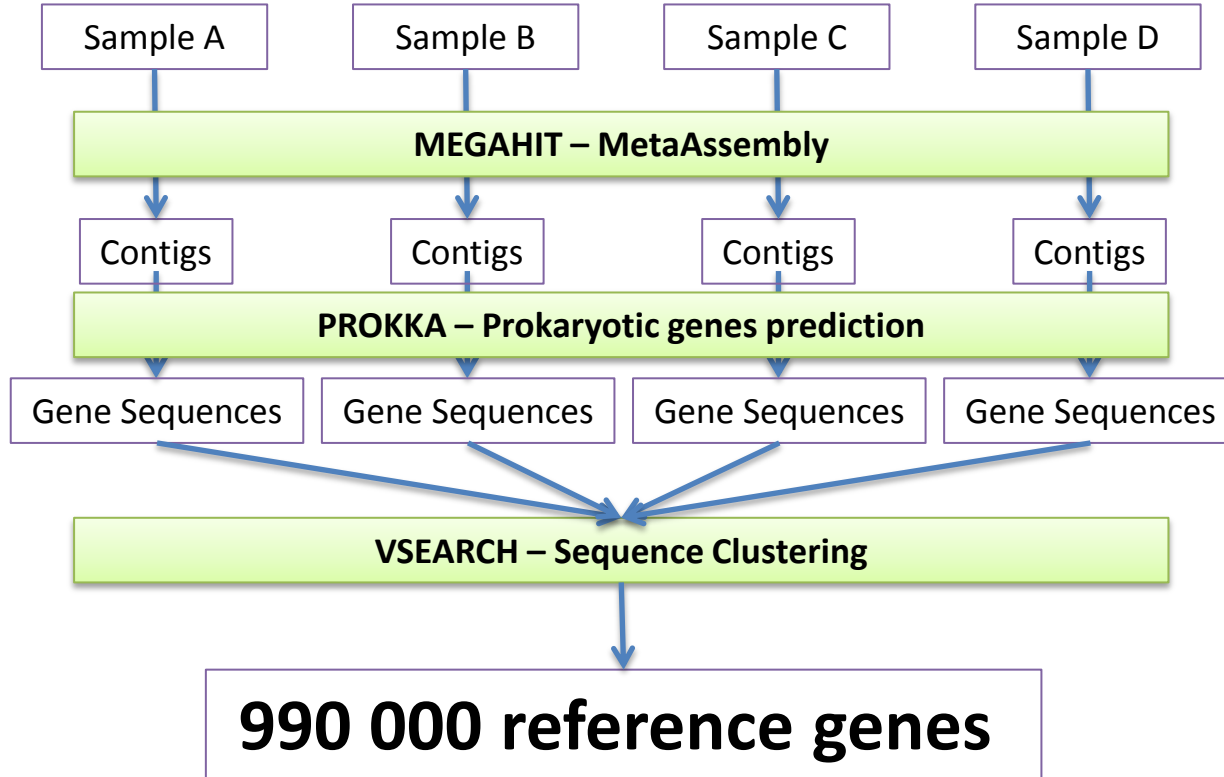 Sample A
Sample B
Sample C
Sample D
MEGAHIT – MetaAssembly
Contigs
Contigs
Contigs
Contigs
PROKKA – Prokaryotic genes prediction
Gene Sequences
Gene Sequences
Gene Sequences
Gene Sequences
VSEARCH – Sequence Clustering
990 000 reference genes